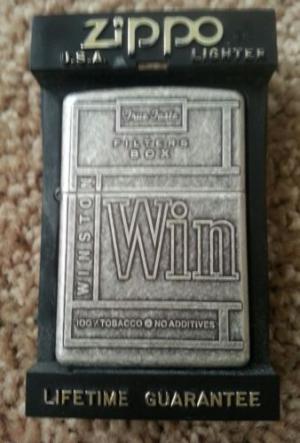 zippo
U.S.A. LIGHTER
True Taste
FILTERS
BOX
WINSTON
Win
100% TOBACCO NO ADDITIVES
LIFETIME GUARANTEE